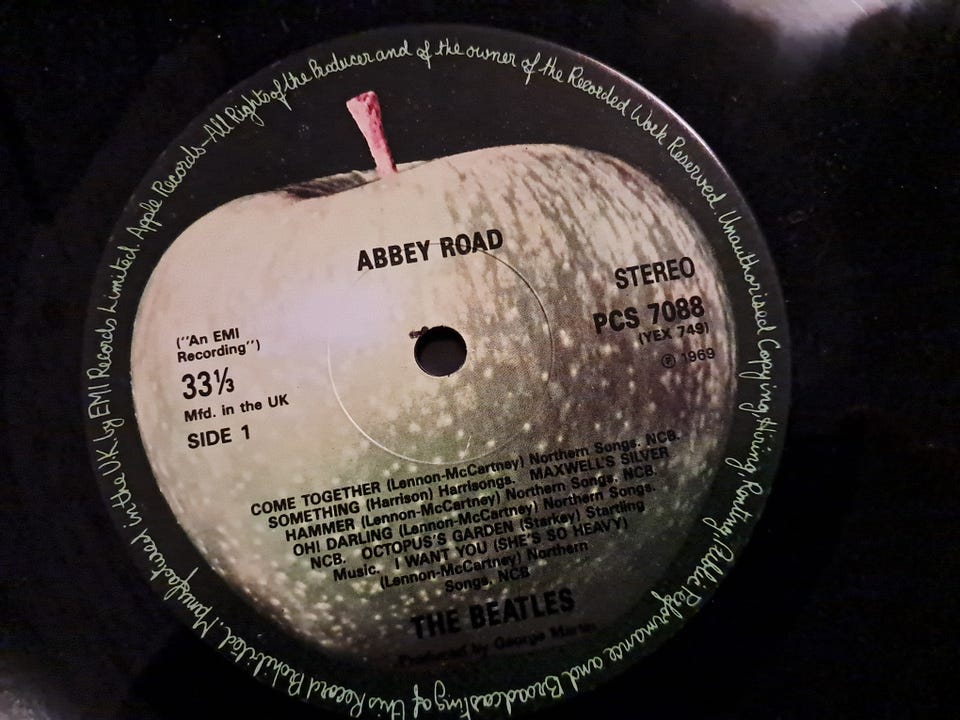 Manufactured in the U.K. by EMI Records Limited. Apple Records—All Rights of the Producer and of the owner of the Recorded Work Reserved. Unauthorised Copying, Hiring, Renting, Public Performance and Broadcasting of this Record Prohibited.
ABBEY ROAD
STEREO
PCS 7088
(YEX 749)
℗ 1969
("An EMI
Recording")
33⅓
Mfd. in the UK
SIDE 1
COME TOGETHER (Lennon-McCartney) Northern Songs. NCB.
SOMETHING (Harrison) Harrisongs. MAXWELL'S SILVER
HAMMER (Lennon-McCartney) Northern Songs, NCB.
OH! DARLING (Lennon-McCartney) Northern Songs.
NCB. OCTOPUS'S GARDEN (Starkey) Startling
Music. I WANT YOU (SHE'S SO HEAVY)
(Lennon-McCartney) Northern
Songs, NCB
THE BEATLES
Produced by George Martin